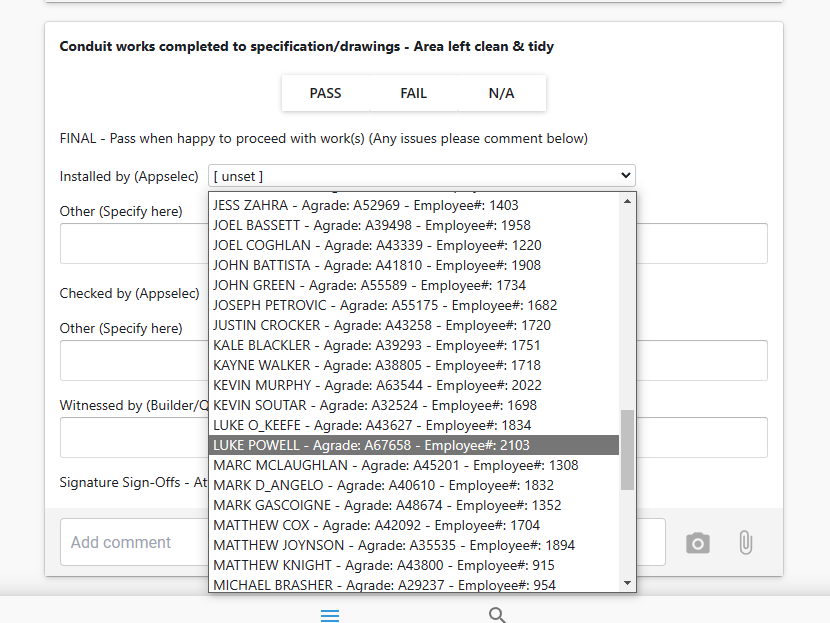 Conduit works completed to specification/drawings - Area left clean & tidy
PASS FAIL N/A
FINAL - Pass when happy to proceed with work(s) (Any issues please comment below)
Installed by (Appselec) [ unset ]
JESS ZAHRA - Agrade: A52969 - Employee#: 1403
Other (Specify here)
JOEL BASSETT - Agrade: A39498 - Employee#: 1958
JOEL COGHLAN - Agrade: A43339 - Employee#: 1220
JOHN BATTISTA - Agrade: A41810 - Employee#: 1908
JOHN GREEN - Agrade: A55589 - Employee#: 1734
Checked by (Appselec)
JOSEPH PETROVIC - Agrade: A55175 - Employee#: 1682
JUSTIN CROCKER - Agrade: A43258 - Employee#: 1720
Other (Specify here)
KALE BLACKLER - Agrade: A39293 - Employee#: 1751
KAYNE WALKER - Agrade: A38805 - Employee#: 1718
KEVIN MURPHY - Agrade: A63544 - Employee#: 2022
KEVIN SOUTAR - Agrade: A32524 - Employee#: 1698
Witnessed by (Builder/Q
LUKE O_KEEFE - Agrade: A43627 - Employee#: 1834
LUKE POWELL - Agrade: A67658 - Employee#: 2103
MARC MCLAUGHLAN - Agrade: A45201 - Employee#: 1308
Signature Sign-Offs - At
MARK D_ANGELO - Agrade: A40610 - Employee#: 1832
MARK GASCOIGNE - Agrade: A48674 - Employee#: 1352
MATTHEW COX - Agrade: A42092 - Employee#: 1704
Add comment
MATTHEW JOYNSON - Agrade: A35535 - Employee#: 1894
MATTHEW KNIGHT - Agrade: A43800 - Employee#: 915
MICHAEL BRASHER - Agrade: A29237 - Employee#: 954